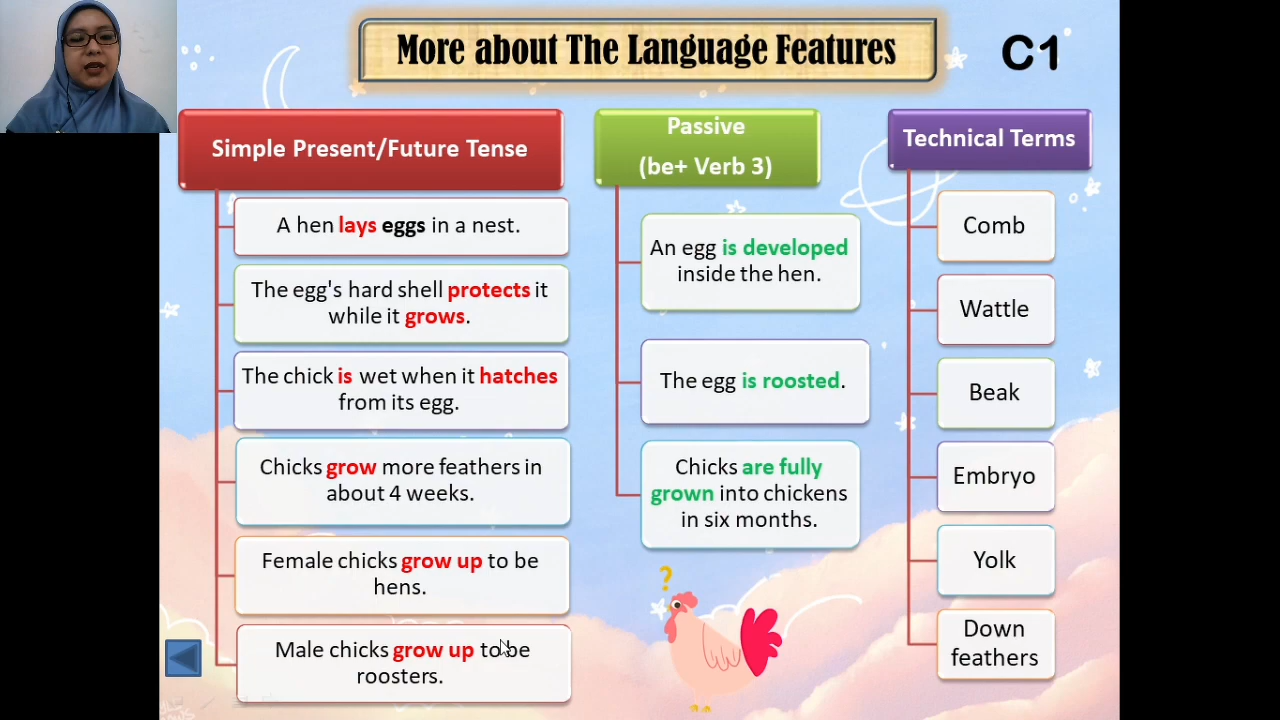 More about The Language Features
C1
Simple Present/Future Tense
A hen lays eggs in a nest.
The egg's hard shell protects it
while it grows.
The chick is wet when it hatches
from its egg.
Chicks grow more feathers in
about 4 weeks.
Female chicks grow up to be
hens.
Male chicks grow up to be
roosters.
Passive
(be+ Verb 3)
An egg is developed
inside the hen.
The egg is roosted.
Chicks are fully
grown into chickens
in six months.
?
Technical Terms
Comb
Wattle
Beak
Embryo
Yolk
Down
feathers